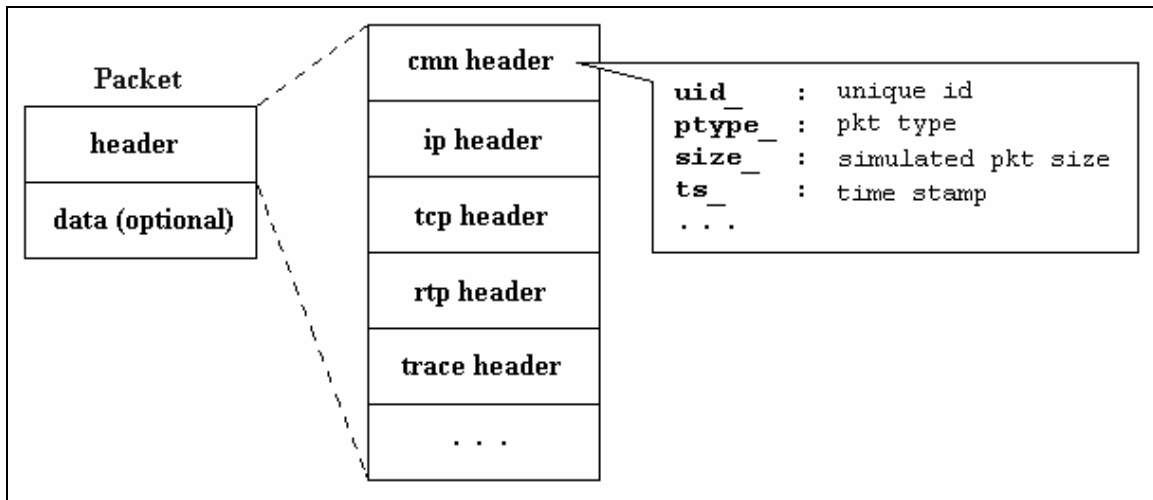 Packet
header
data (optional)
cmn header
ip header
tcp header
rtp header
trace header
. . .
uid_ : unique id
ptype_ : pkt type
size_ : simulated pkt size
ts_ : time stamp
. . .